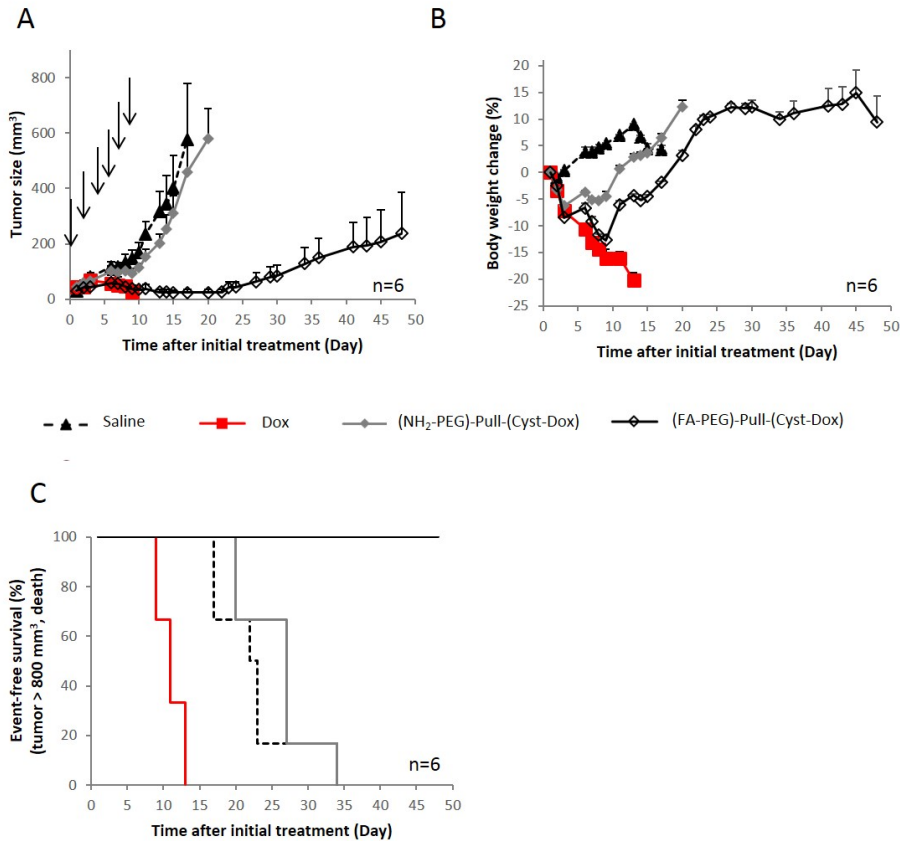 A
Tumor size (mm³)
800
600
400
200
0
0 5 10 15 20 25 30 35 40 45 50
n=6
Time after initial treatment (Day)
B
Body weight change (%)
20
15
10
5
0
-5
-10
-15
-20
-25
0 5 10 15 20 25 30 35 40 45 50
n=6
Time after initial treatment (Day)
Saline
Dox
(NH₂-PEG)-Pull-(Cyst-Dox)
(FA-PEG)-Pull-(Cyst-Dox)
C
Event-free survival (%)
(tumor > 800 mm³, death)
100
80
60
40
20
0
0 5 10 15 20 25 30 35 40 45 50
n=6
Time after initial treatment (Day)